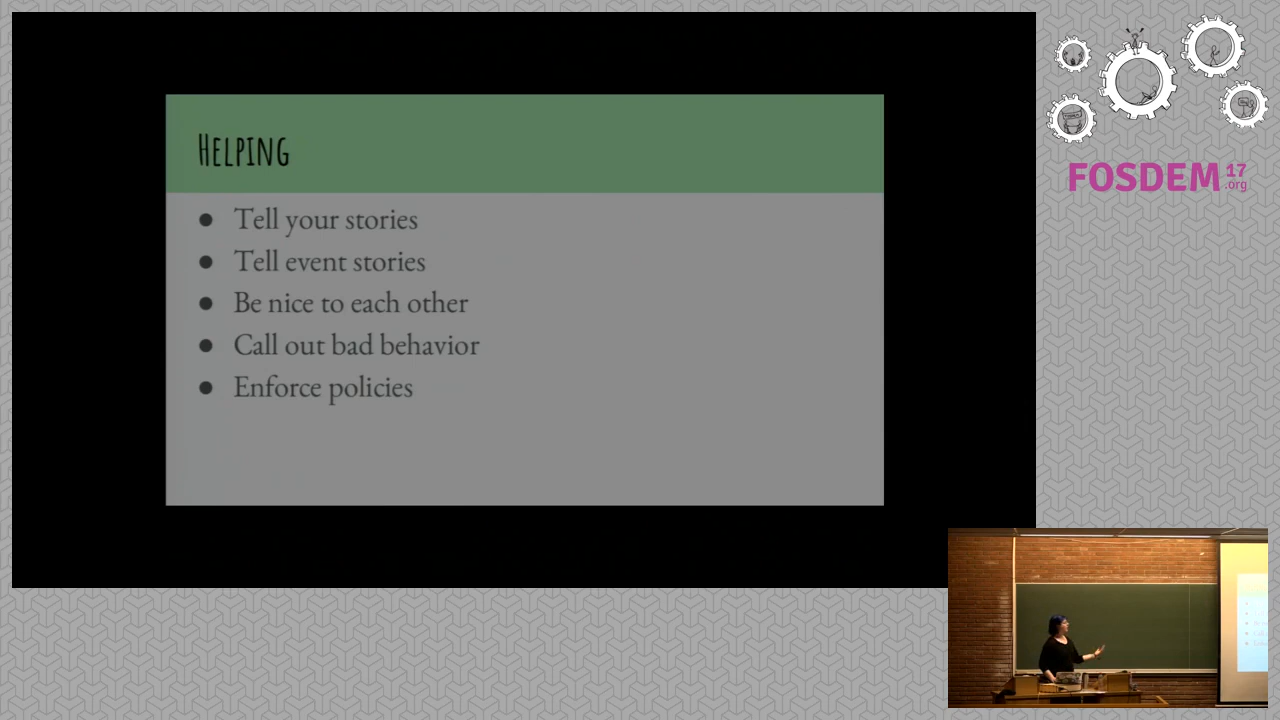 HELPING
● Tell your stories
● Tell event stories
● Be nice to each other
● Call out bad behavior
● Enforce policies
FOSDEM 17
.org